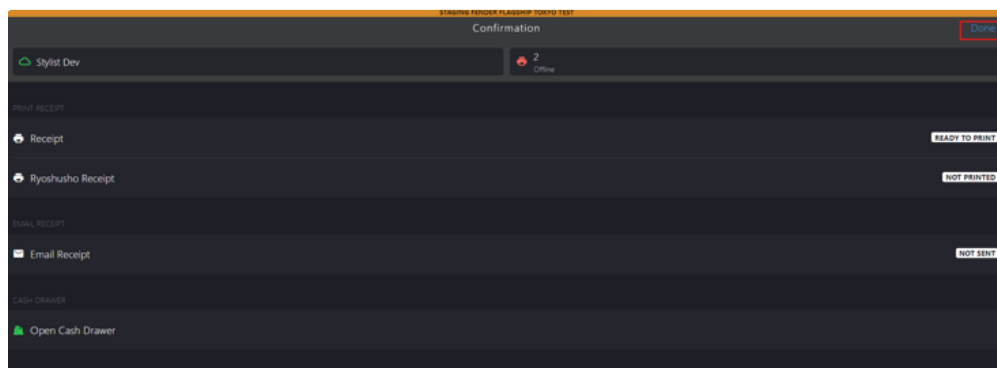 STAGING FENDER FLAGSHIP TOKYO TEST
Confirmation
Done
Stylist Dev
2
Offline
PRINT RECEIPT
Receipt
READY TO PRINT
Ryoshusho Receipt
NOT PRINTED
EMAIL RECEIPT
Email Receipt
NOT SENT
CASH DRAWER
Open Cash Drawer